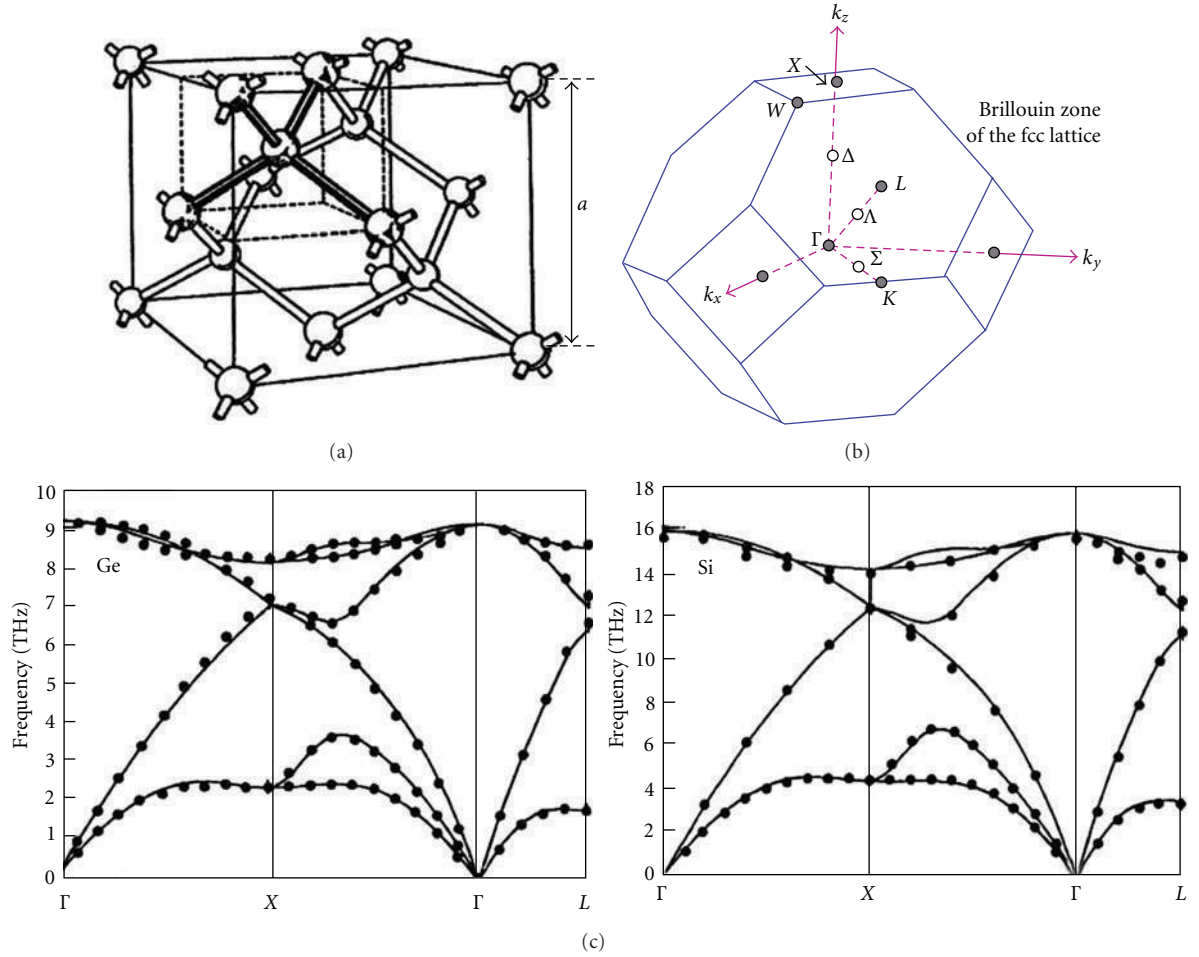 a
(a)
k_z
X
W
Brillouin zone
of the fcc lattice
Δ
L
Λ
Γ
Σ
k_y
k_x
K
(b)
10
9
8
7
6
5
4
3
2
1
0
Frequency (THz)
Ge
Γ
X
Γ
L
18
16
14
12
10
8
6
4
2
0
Frequency (THz)
Si
Γ
X
Γ
L
(c)